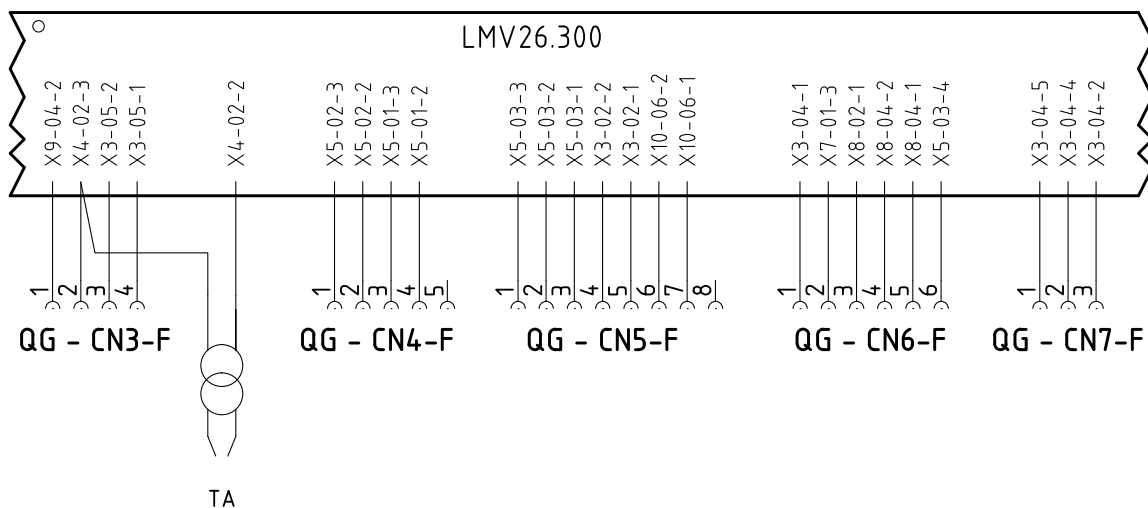 LMV26.300
X9-04-2
X4-02-3
X3-05-2
X3-05-1
X4-02-2
X5-02-3
X5-02-2
X5-01-3
X5-01-2
X5-03-3
X5-03-2
X5-03-1
X3-02-2
X3-02-1
X10-06-2
X10-06-1
X3-04-1
X7-01-3
X8-02-1
X8-04-2
X8-04-1
X5-03-4
X3-04-5
X3-04-4
X3-04-2
1 2 3 4
1 2 3 4 5
1 2 3 4 5 6 7 8
1 2 3 4 5 6
1 2 3
QG - CN3-F
QG - CN4-F
QG - CN5-F
QG - CN6-F
QG - CN7-F
TA